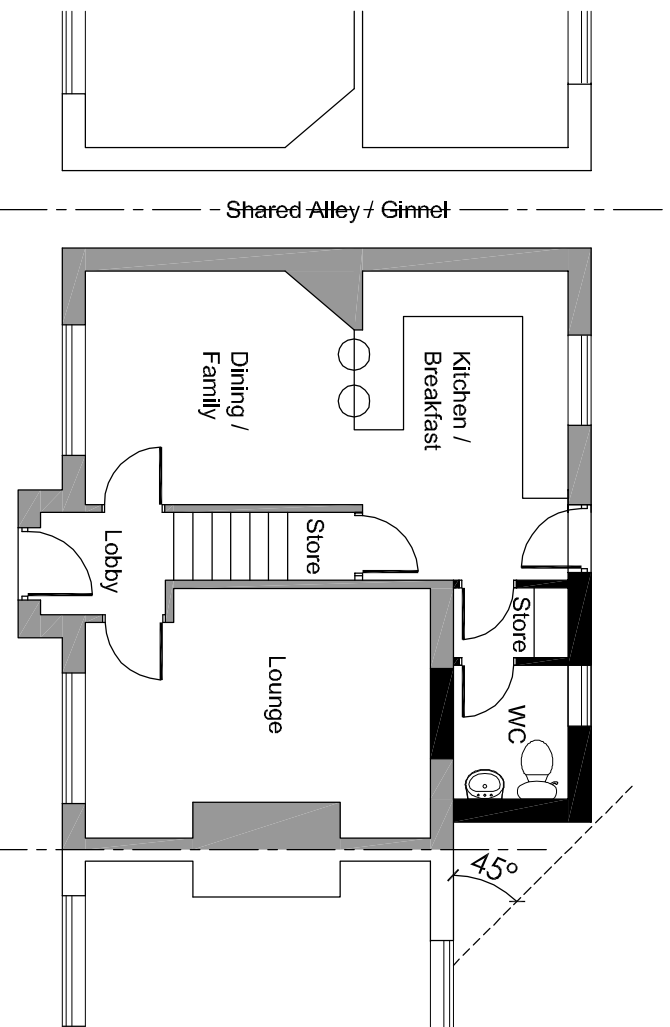 Shared Alley / Ginnel
Dining /
Family
Kitchen /
Breakfast
Lobby
Store
Store
Lounge
WC
45°